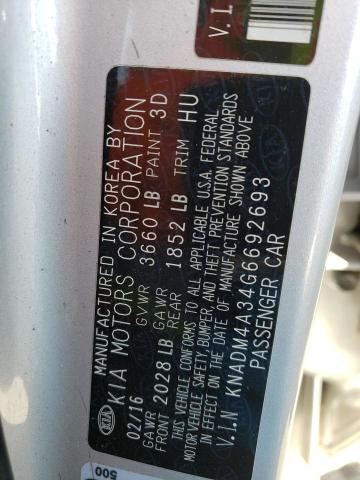 MANUFACTURED IN KOREA BY
KIA MOTORS CORPORATION
02/16 GVWR 3660 LB PAINT 3D
GAWR FRONT 2028 LB GAWR REAR 1852 LB TRIM HU
THIS VEHICLE CONFORMS TO ALL APPLICABLE U.S.A. FEDERAL
MOTOR VEHICLE SAFETY, BUMPER, AND THEFT PREVENTION STANDARDS
IN EFFECT ON THE DATE OF MANUFACTURE SHOWN ABOVE
V.I.N KNADM4A34G6692693
PASSENGER CAR
KIA
V.I
500